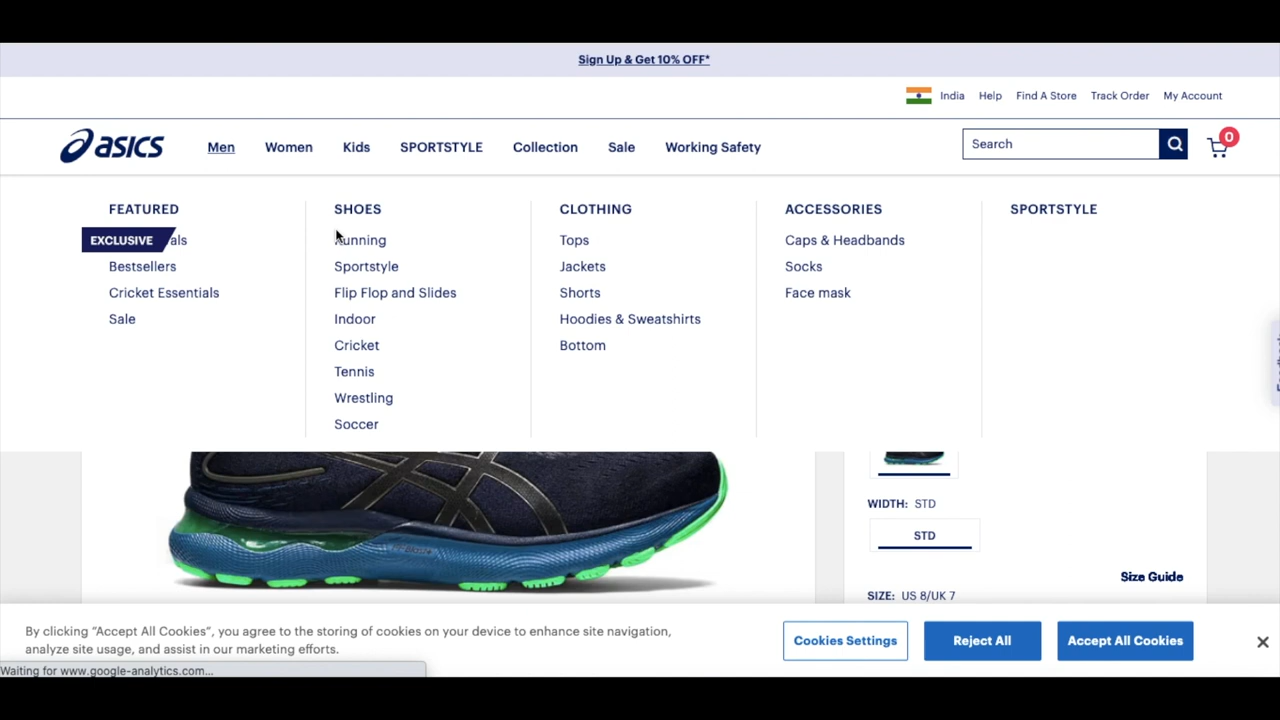 Sign Up & Get 10% OFF*
India Help Find A Store Track Order My Account
asics Men Women Kids SPORTSTYLE Collection Sale Working Safety Search 0
FEATURED
EXCLUSIVE
Bestsellers
Cricket Essentials
Sale
SHOES
Running
Sportstyle
Flip Flop and Slides
Indoor
Cricket
Tennis
Wrestling
Soccer
CLOTHING
Tops
Jackets
Shorts
Hoodies & Sweatshirts
Bottom
ACCESSORIES
Caps & Headbands
Socks
Face mask
SPORTSTYLE
WIDTH: STD
STD
Size Guide
SIZE: US 8/UK 7
By clicking “Accept All Cookies”, you agree to the storing of cookies on your device to enhance site navigation,
analyze site usage, and assist in our marketing efforts.
Cookies Settings Reject All Accept All Cookies
Waiting for www.google-analytics.com...